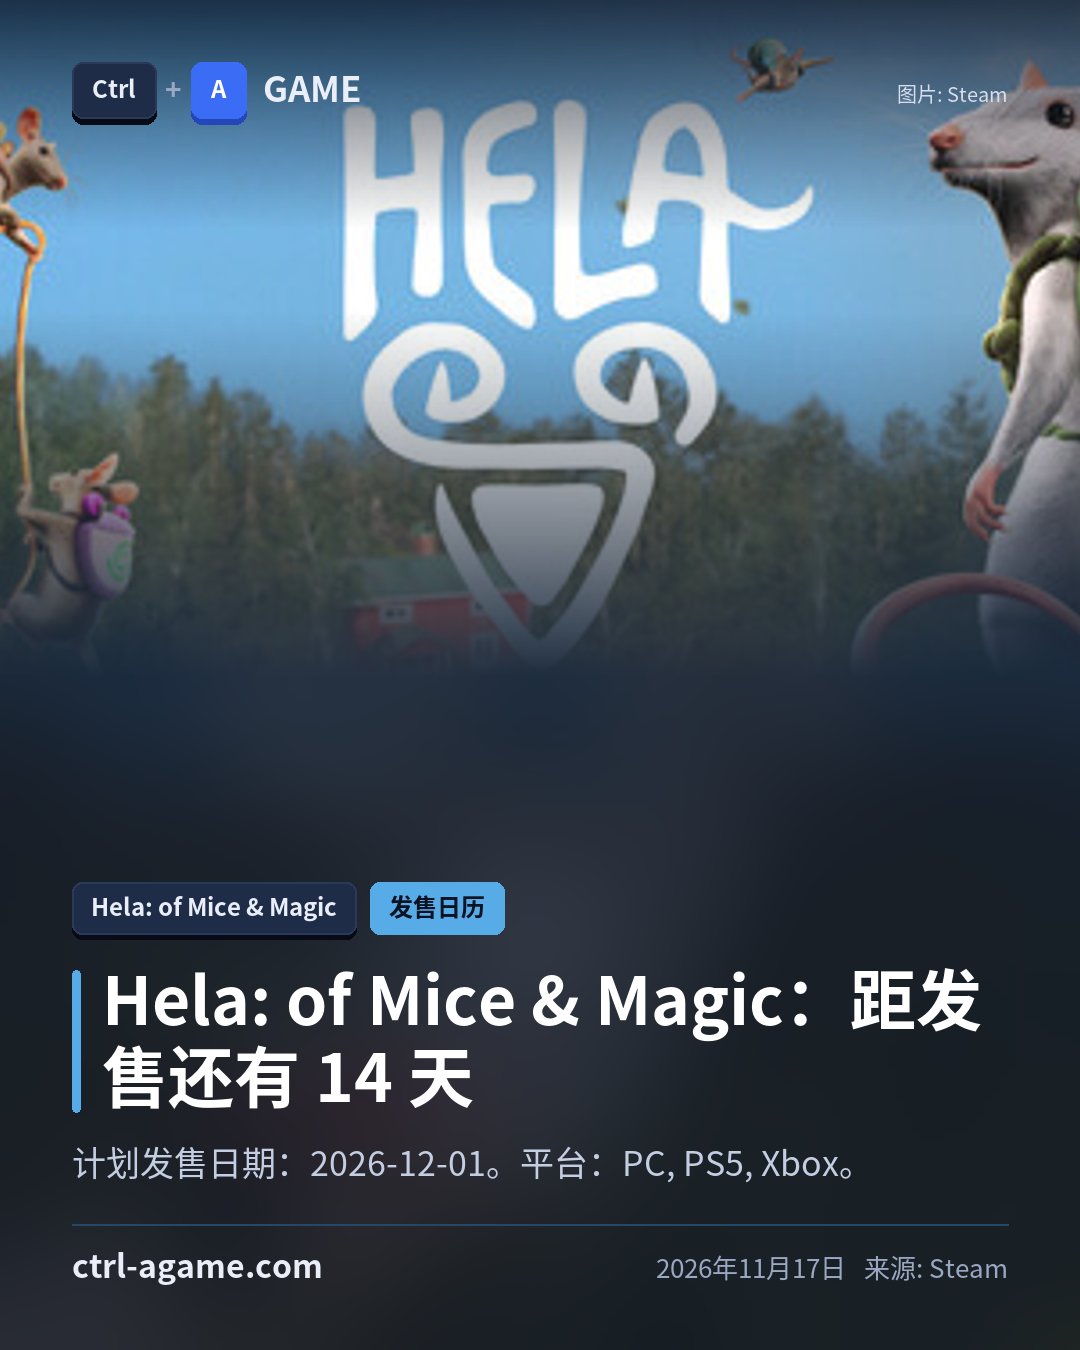 Ctrl + A GAME
图片: Steam
HELA
Hela: of Mice & Magic
发售日历
Hela: of Mice & Magic：距发
售还有 14 天
计划发售日期：2026-12-01。平台：PC, PS5, Xbox。
ctrl-agame.com
2026年11月17日 来源: Steam